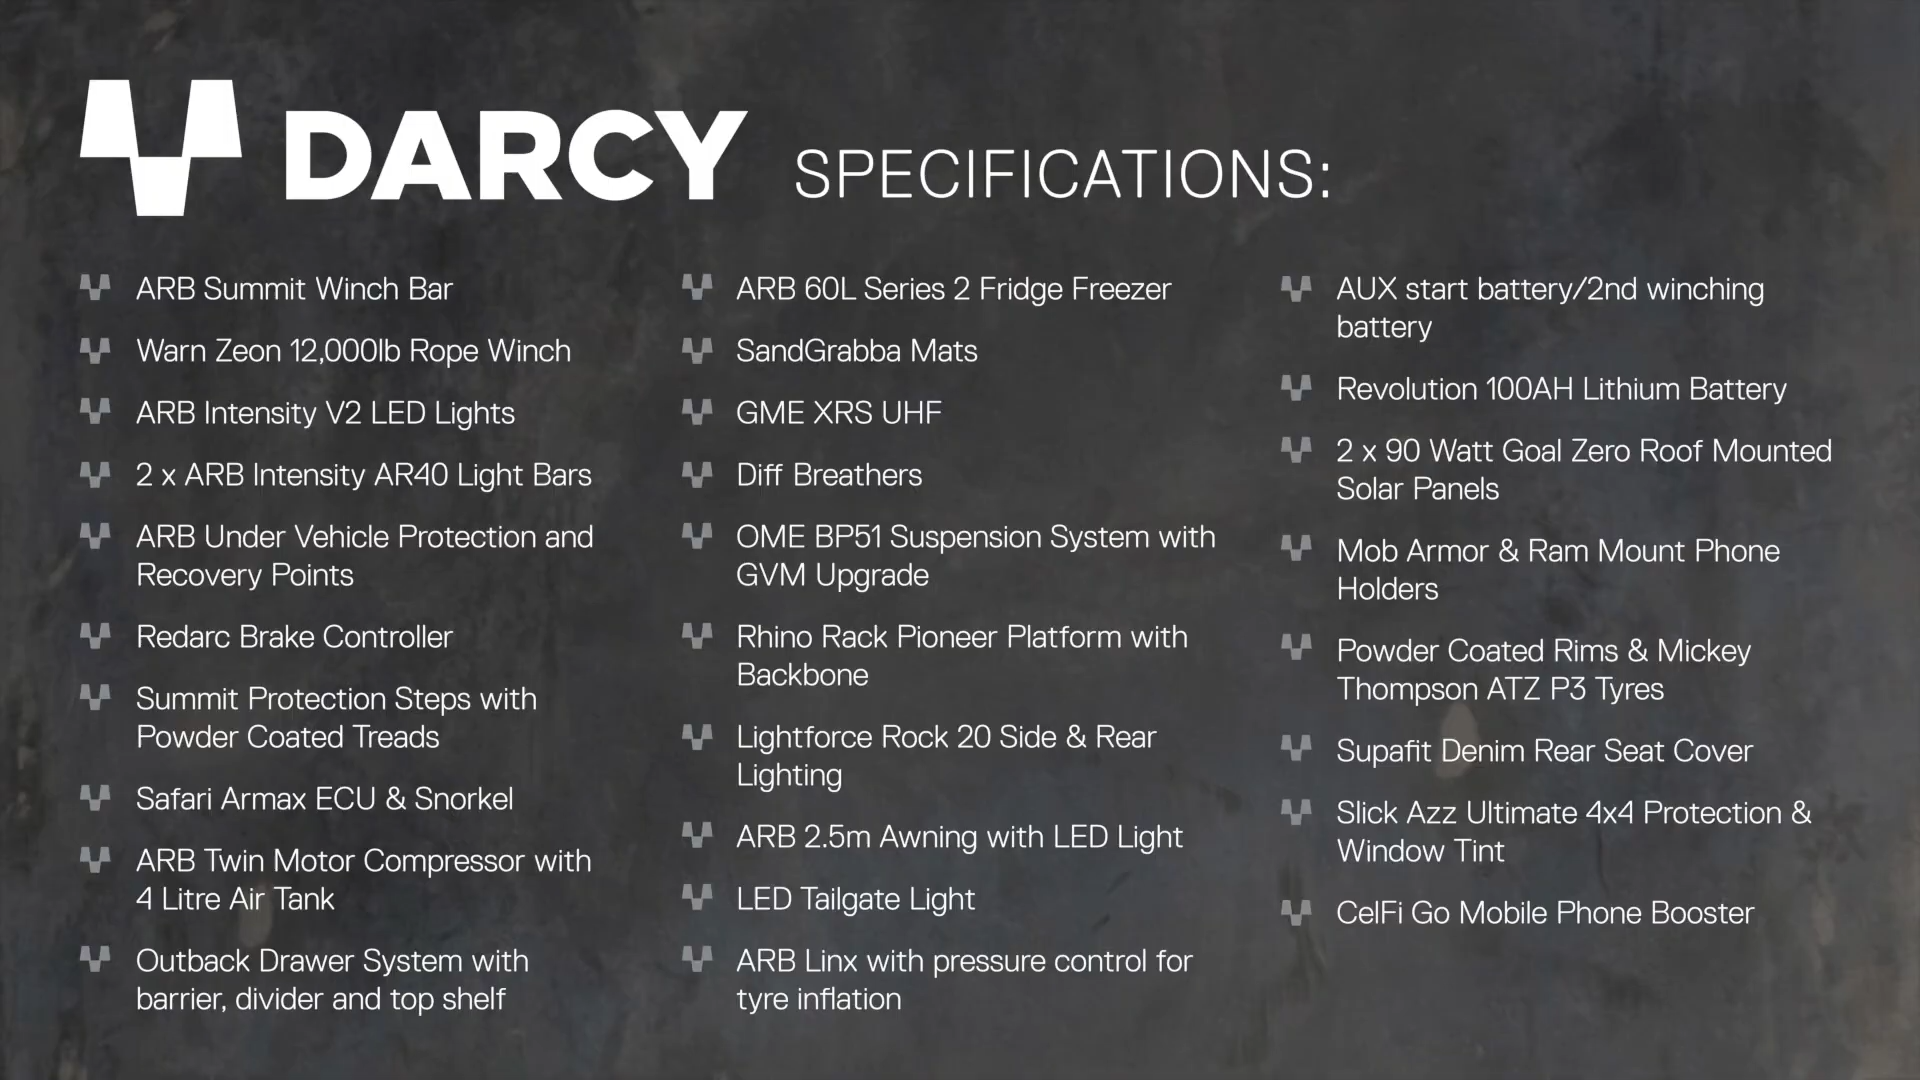 DARCY SPECIFICATIONS:
ARB Summit Winch Bar
Warn Zeon 12,000lb Rope Winch
ARB Intensity V2 LED Lights
2 x ARB Intensity AR40 Light Bars
ARB Under Vehicle Protection and
Recovery Points
Redarc Brake Controller
Summit Protection Steps with
Powder Coated Treads
Safari Armax ECU & Snorkel
ARB Twin Motor Compressor with
4 Litre Air Tank
Outback Drawer System with
barrier, divider and top shelf
ARB 60L Series 2 Fridge Freezer
SandGrabba Mats
GME XRS UHF
Diff Breathers
OME BP51 Suspension System with
GVM Upgrade
Rhino Rack Pioneer Platform with
Backbone
Lightforce Rock 20 Side & Rear
Lighting
ARB 2.5m Awning with LED Light
LED Tailgate Light
ARB Linx with pressure control for
tyre inflation
AUX start battery/2nd winching
battery
Revolution 100AH Lithium Battery
2 x 90 Watt Goal Zero Roof Mounted
Solar Panels
Mob Armor & Ram Mount Phone
Holders
Powder Coated Rims & Mickey
Thompson ATZ P3 Tyres
Supafit Denim Rear Seat Cover
Slick Azz Ultimate 4x4 Protection &
Window Tint
CelFi Go Mobile Phone Booster